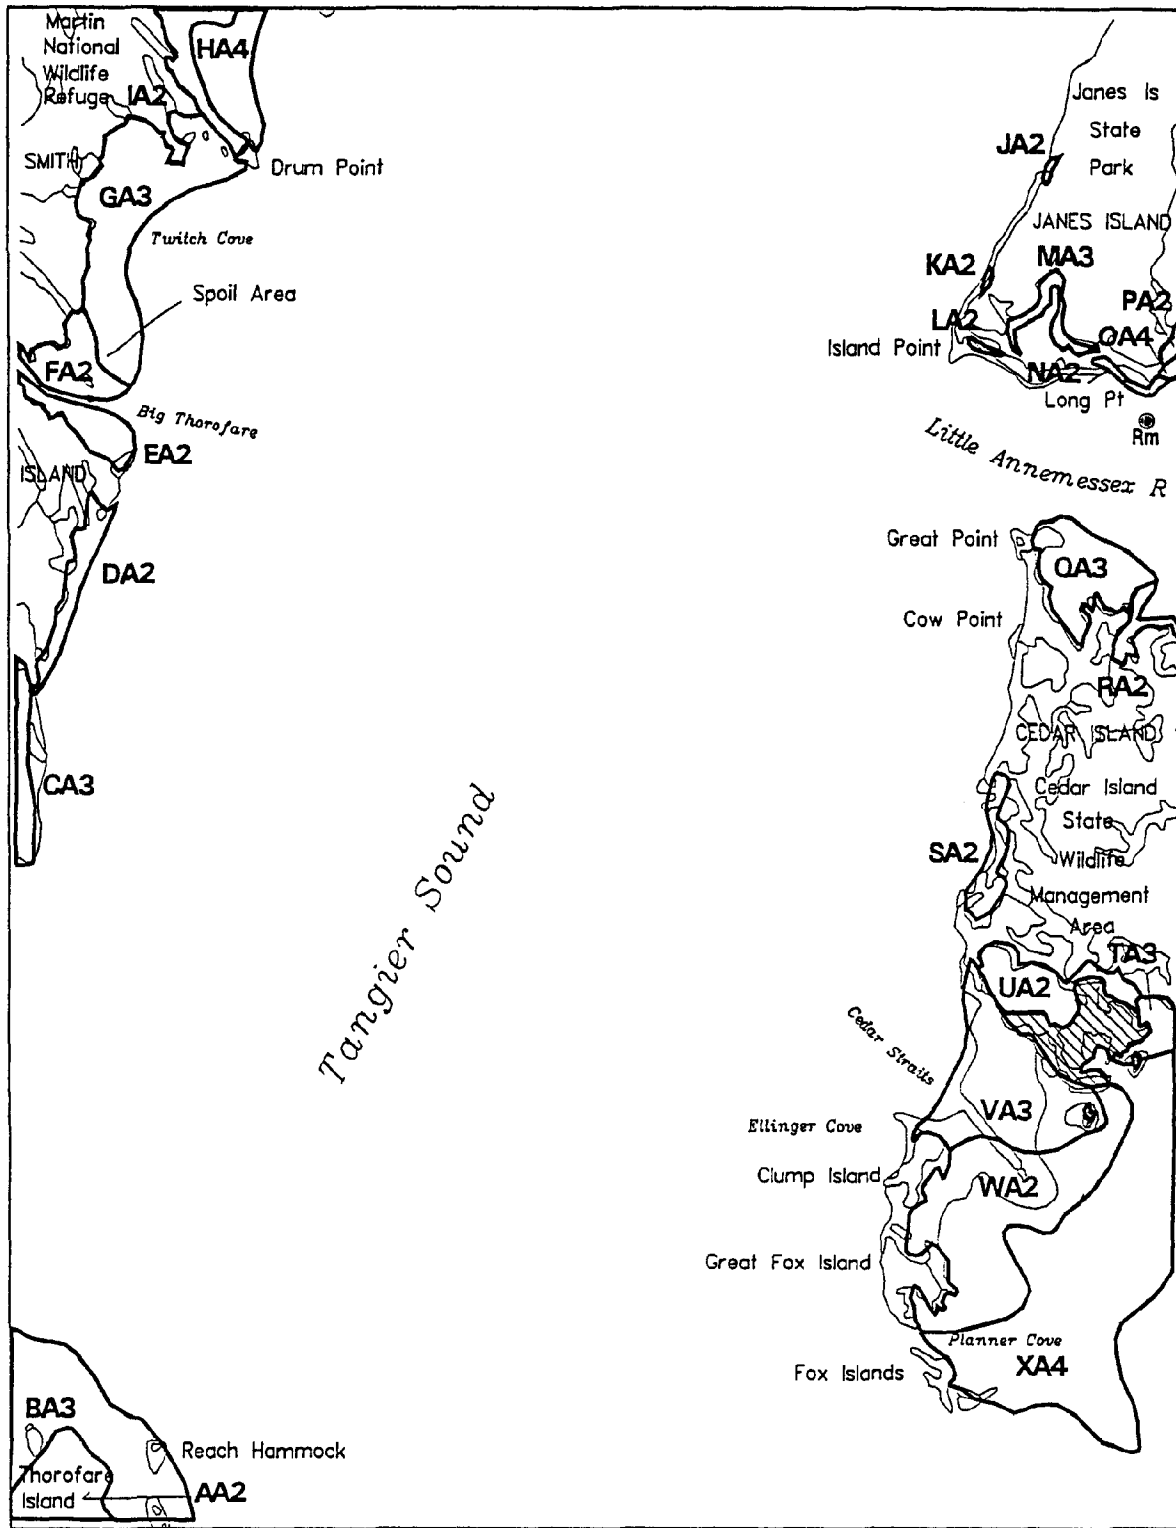 Martin
National
Wildlife
Refuge
HA4
IA2
SMITH
GA3
Drum Point
Twitch Cove
Spoil Area
FA2
Big Thorofare
EA2
ISLAND
DA2
CA3
Tangier Sound
BA3
Reach Hammock
Thorofare
Island
AA2
Janes Is
State
Park
JA2
JANES ISLAND
KA2
MA3
PA2
LA2
OA4
Island Point
NA2
Long Pt
Rm
Little Annemessex R
Great Point
QA3
Cow Point
RA2
CEDAR ISLAND
Cedar Island
State
Wildlife
Management
Area
SA2
TA3
UA2
Cedar Straits
VA3
Ellinger Cove
Clump Island
WA2
Great Fox Island
Planner Cove
XA4
Fox Islands